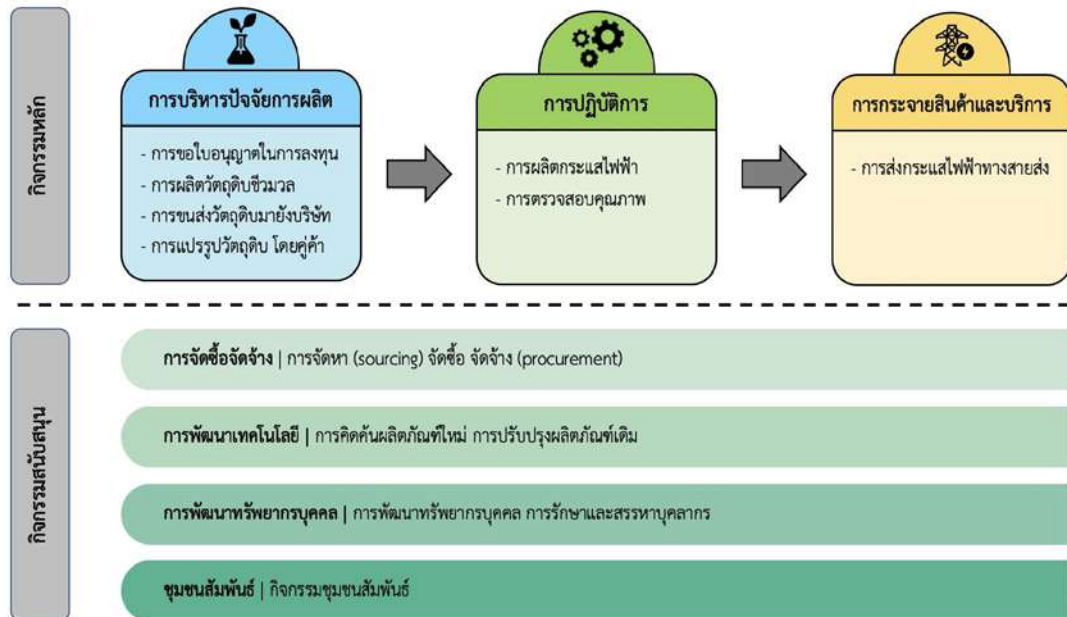 กิจกรรมหลัก
การบริหารปัจจัยการผลิต
- การขอใบอนุญาตในการลงทุน
- การผลิตวัตถุดิบชีวมวล
- การขนส่งวัตถุดิบมายังบริษัท
- การแปรรูปวัตถุดิบ โดยคู่ค้า
การปฏิบัติการ
- การผลิตกระแสไฟฟ้า
- การตรวจสอบคุณภาพ
การกระจายสินค้าและบริการ
- การส่งกระแสไฟฟ้าทางสายส่ง
กิจกรรมสนับสนุน
การจัดซื้อจัดจ้าง | การจัดหา (sourcing) จัดซื้อ จัดจ้าง (procurement)
การพัฒนาเทคโนโลยี | การคิดค้นผลิตภัณฑ์ใหม่ การปรับปรุงผลิตภัณฑ์เดิม
การพัฒนาทรัพยากรบุคคล | การพัฒนาทรัพยากรบุคคล การรักษาและสรรหาบุคลากร
ชุมชนสัมพันธ์ | กิจกรรมชุมชนสัมพันธ์